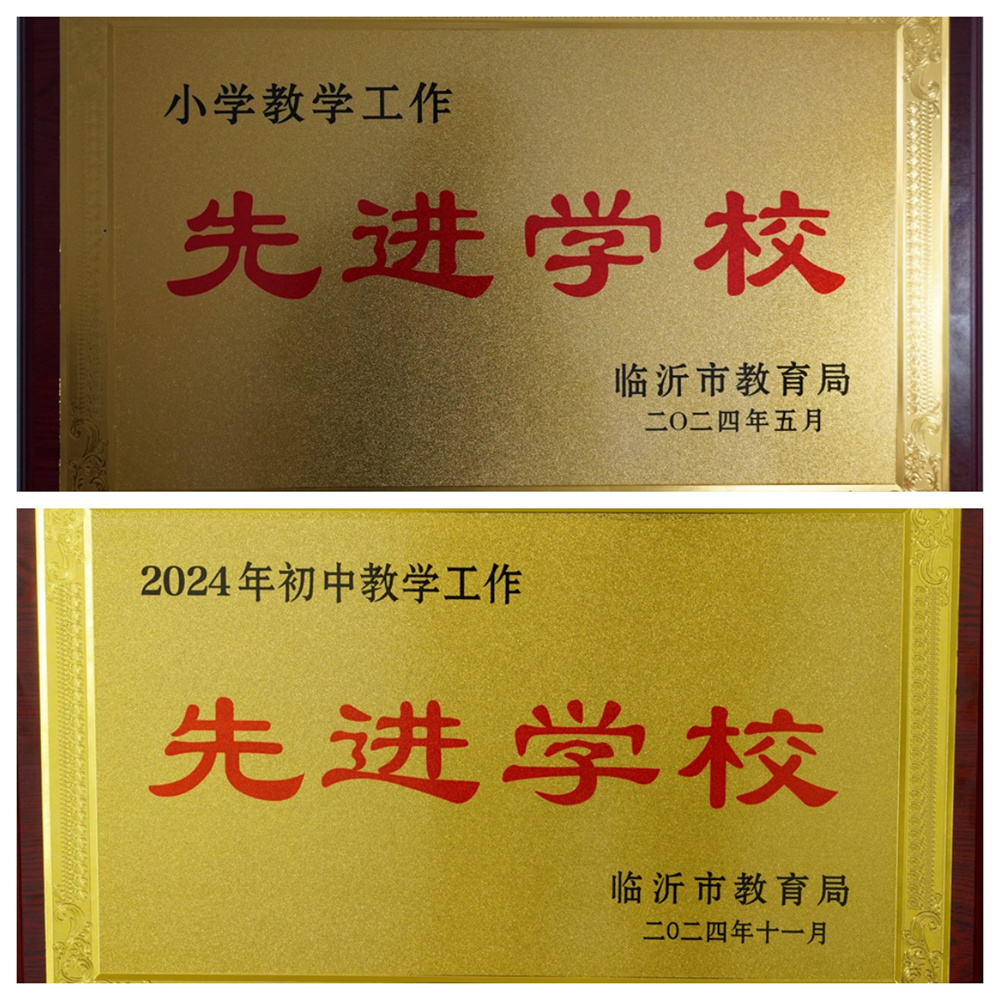 小学教学工作
先进学校
临沂市教育局
二〇二四年五月
2024年初中教学工作
先进学校
临沂市教育局
二〇二四年十一月